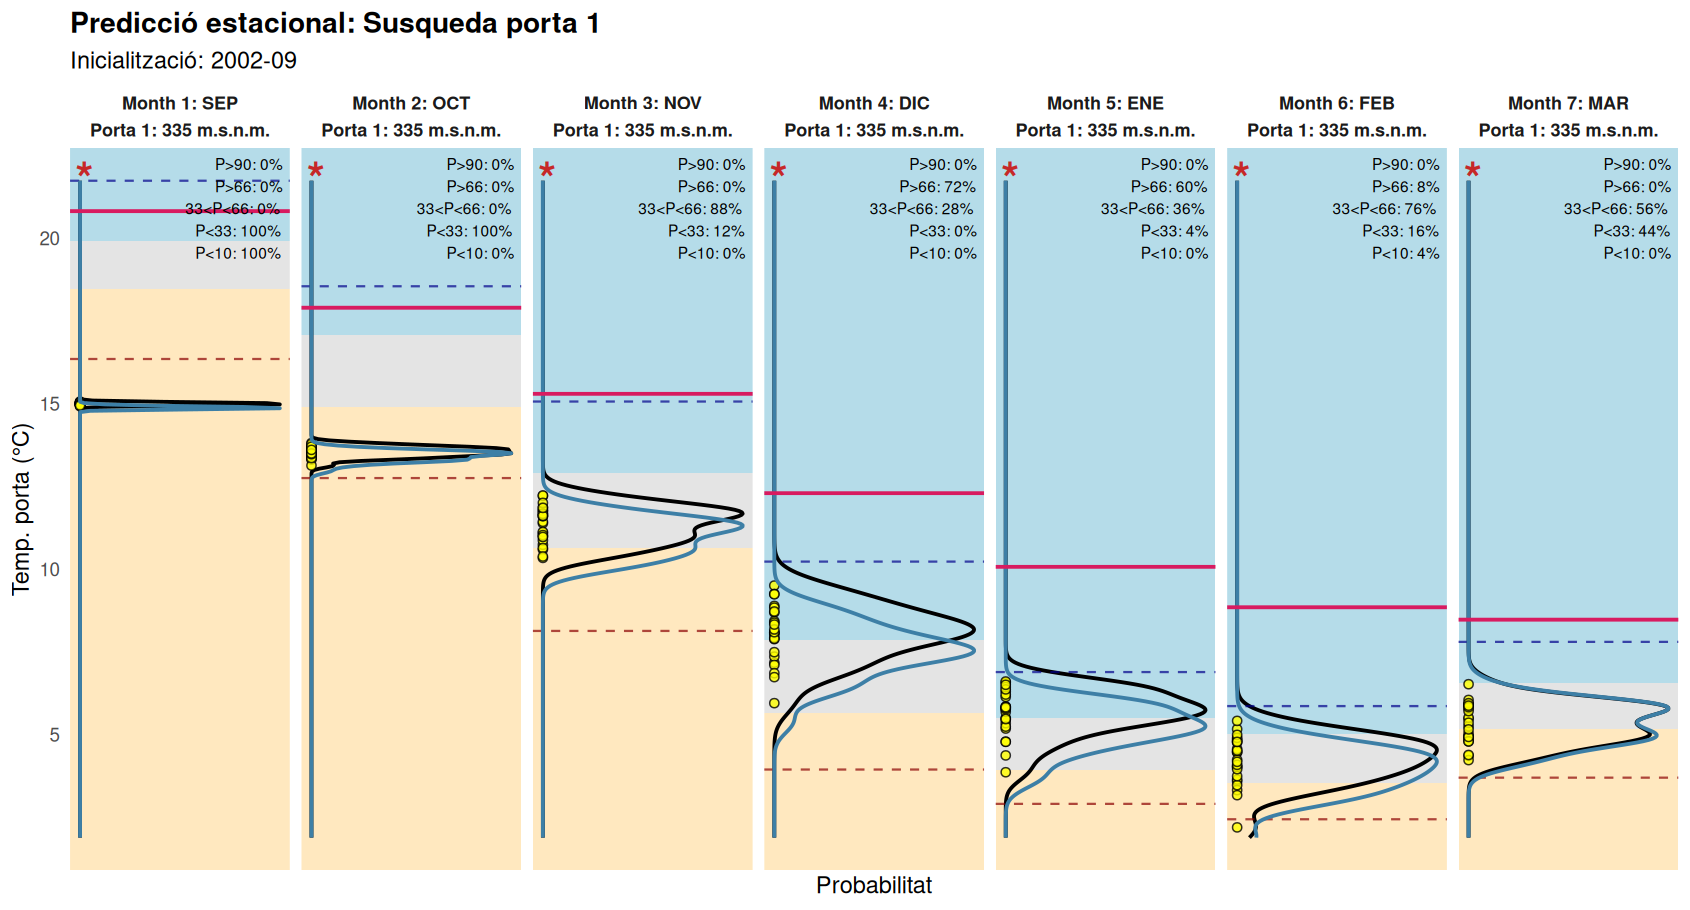 Predicció estacional: Susqueda porta 1
Inicialització: 2002-09
Month 1: SEP
Porta 1: 335 m.s.n.m.
Month 2: OCT
Porta 1: 335 m.s.n.m.
Month 3: NOV
Porta 1: 335 m.s.n.m.
Month 4: DIC
Porta 1: 335 m.s.n.m.
Month 5: ENE
Porta 1: 335 m.s.n.m.
Month 6: FEB
Porta 1: 335 m.s.n.m.
Month 7: MAR
Porta 1: 335 m.s.n.m.
*
P>90: 0%
P>66: 0%
33<P<66: 0%
P<33: 100%
P<10: 100%
*
P>90: 0%
P>66: 0%
33<P<66: 0%
P<33: 100%
P<10: 0%
*
P>90: 0%
P>66: 0%
33<P<66: 88%
P<33: 12%
P<10: 0%
*
P>90: 0%
P>66: 72%
33<P<66: 28%
P<33: 0%
P<10: 0%
*
P>90: 0%
P>66: 60%
33<P<66: 36%
P<33: 4%
P<10: 0%
*
P>90: 0%
P>66: 8%
33<P<66: 76%
P<33: 16%
P<10: 4%
*
P>90: 0%
P>66: 0%
33<P<66: 56%
P<33: 44%
P<10: 0%
20
15
10
5
Temp. porta (°C)
Probabilitat